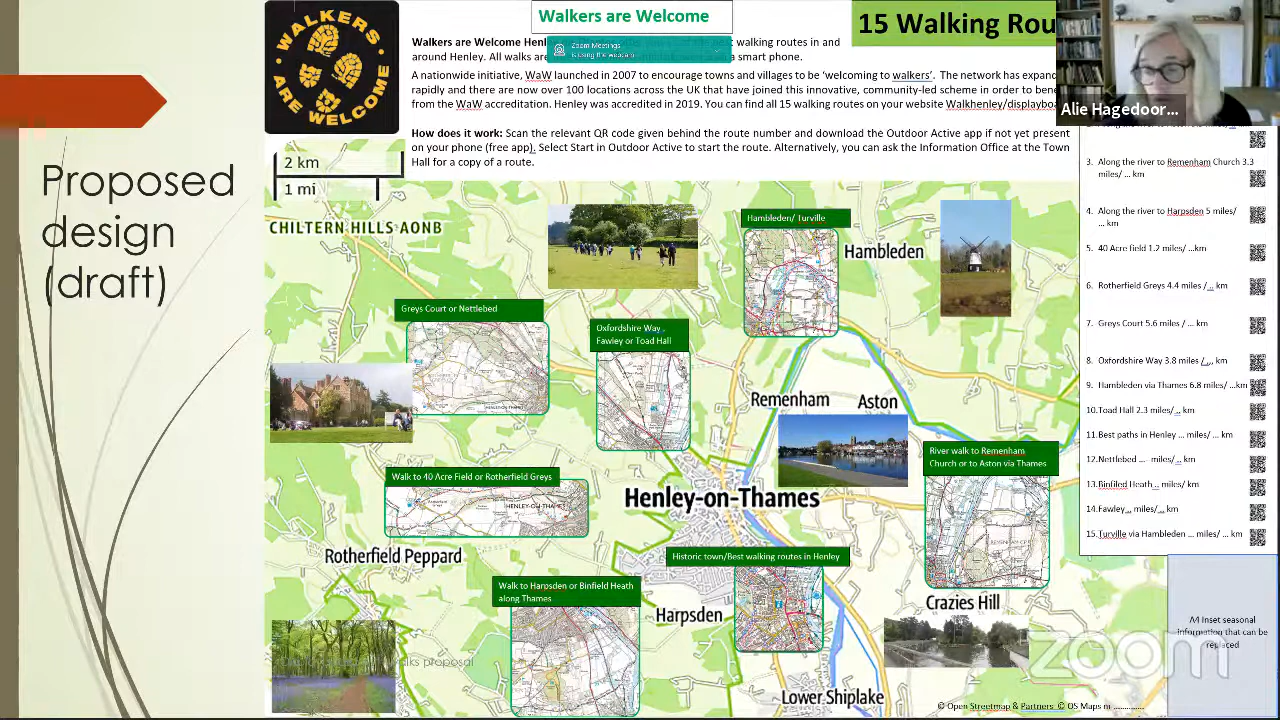 Proposed
design
(draft)
WALKERS
ARE WELCOME
Walkers are Welcome
15 Walking Rou
Zoom Meetings
is using the webcam
Alie Hagedoor...
Walkers are Welcome Henl
walking routes in and
around Henley. All walks are
a smart phone.
A nationwide initiative, WaW launched in 2007 to encourage towns and villages to be 'welcoming to walkers'. The network has expand
rapidly and there are now over 100 locations across the UK that have joined this innovative, community-led scheme in order to bene
from the WaW accreditation. Henley was accredited in 2019. You can find all 15 walking routes on your website Walkhenley/displayboa
How does it work: Scan the relevant QR code given behind the route number and download the Outdoor Active app if not yet present
on your phone (free app). Select Start in Outdoor Active to start the route. Alternatively, you can ask the Information Office at the Town
Hall for a copy of a route.
2 km
1 mi
CHILTERN HILLS AONB
Hambleden/ Turville
Hambleden
Greys Court or Nettlebed
Oxfordshire Way ,
Fawley or Toad Hall
Remenham
Aston
River walk to Remenham
Church or to Aston via Thames
Walk to 40 Acre Field or Rotherfield Greys
HENLEY-ON-THAMES
Henley-on-Thames
Rotherfield Peppard
Historic town/Best walking routes in Henley
Walk to Harpsden or Binfield Heath
along Thames
Harpsden
Crazies Hill
Lower Shiplake
3. Along the river to Remenham Church 3.3
miles/ ... km
4. Along the river to Harpsden 5 miles/
... km
5. 40 Acre field 1.2 miles/ ...km
6. Rotherfield Greys 4.4 miles /... km
7. Greys Court 5.6 miles / ... km
8. Oxfordshire Way 3.8 miles /.... km
9. Hambleden via Thames 6.8 miles/ ...km
10.Toad Hall 2.3 miles/... km
11.Best paths in Henley ... miles/ ... km
12.Nettlebed ... miles/ ... km
13.Binfiled Heath... miles/ km
14.Fawley... miles/.... km
15.Turville via Hambleden ... miles/ ... km
A4 Inset seasonal
information that can be
replaced
walks proposal
zoom
© Open Streetmap & Partners © OS Maps m ...............